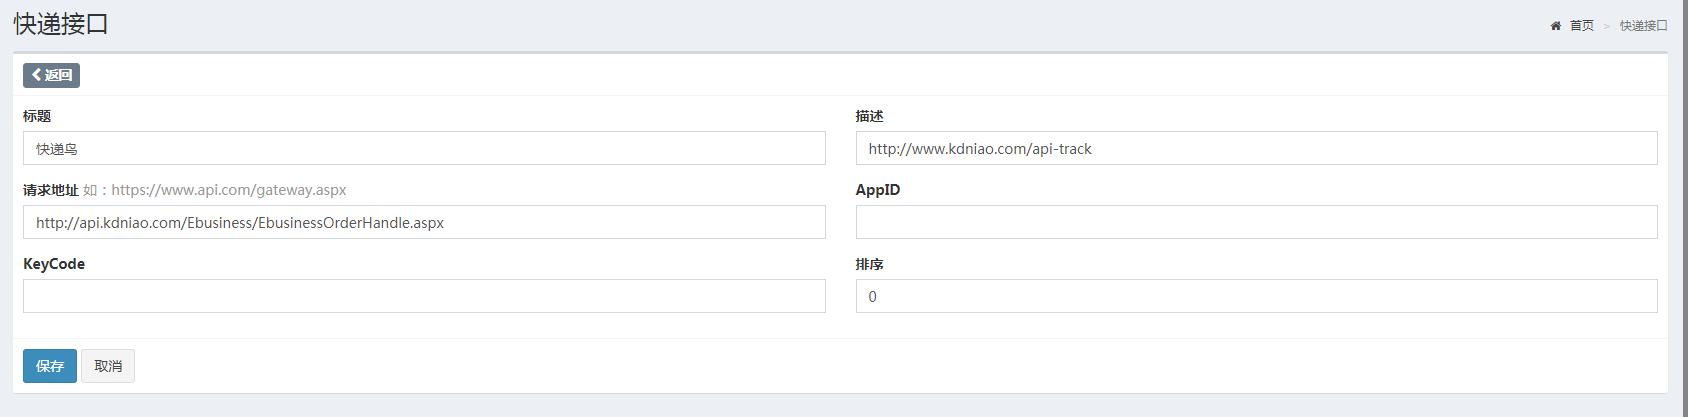 快递接口
首页 > 快递接口
返回
标题
快递鸟
描述
http://www.kdniao.com/api-track
请求地址 如：https://www.api.com/gateway.aspx
http://api.kdniao.com/Ebusiness/EbusinessOrderHandle.aspx
AppID
KeyCode
排序
0
保存 取消